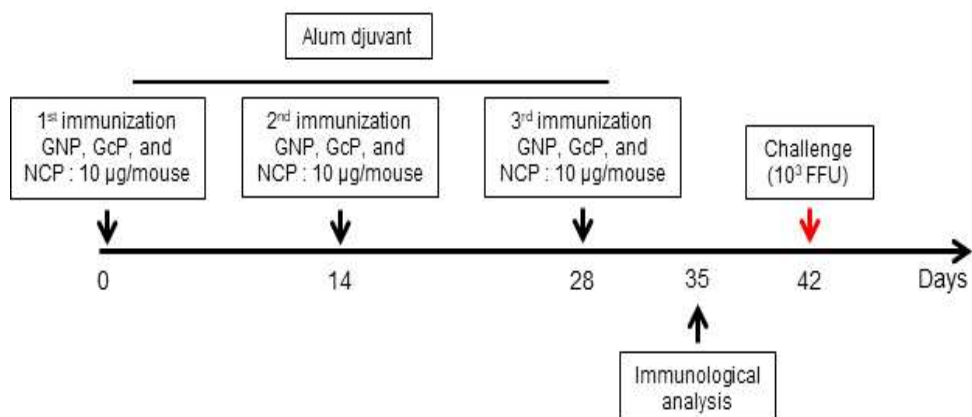 Alum djuvant
1st immunization
GNP, GcP, and
NCP : 10 μg/mouse
2nd immunization
GNP, GcP, and
NCP : 10 μg/mouse
3rd immunization
GNP, GcP, and
NCP : 10 μg/mouse
Challenge
(10³ FFU)
0
14
28
35
42
Days
Immunological
analysis